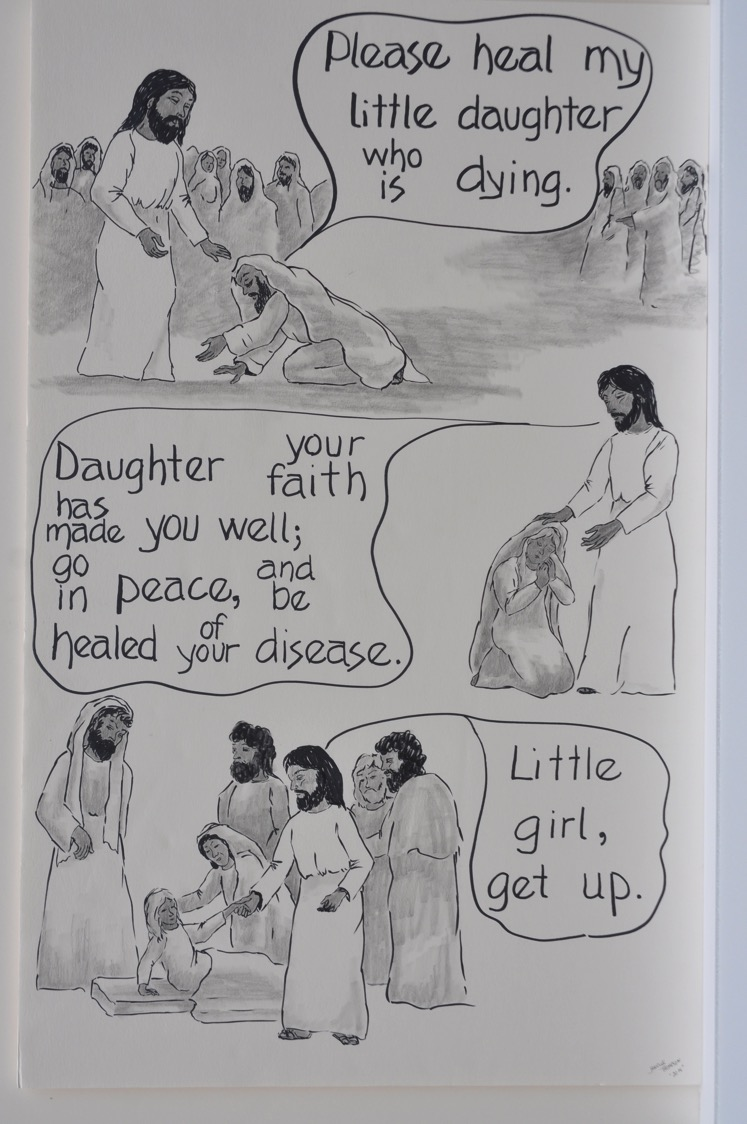 Please heal my
little daughter
who is dying.
Daughter your faith
has made you well;
go in peace, and be
healed of your disease.
Little
girl,
get up.